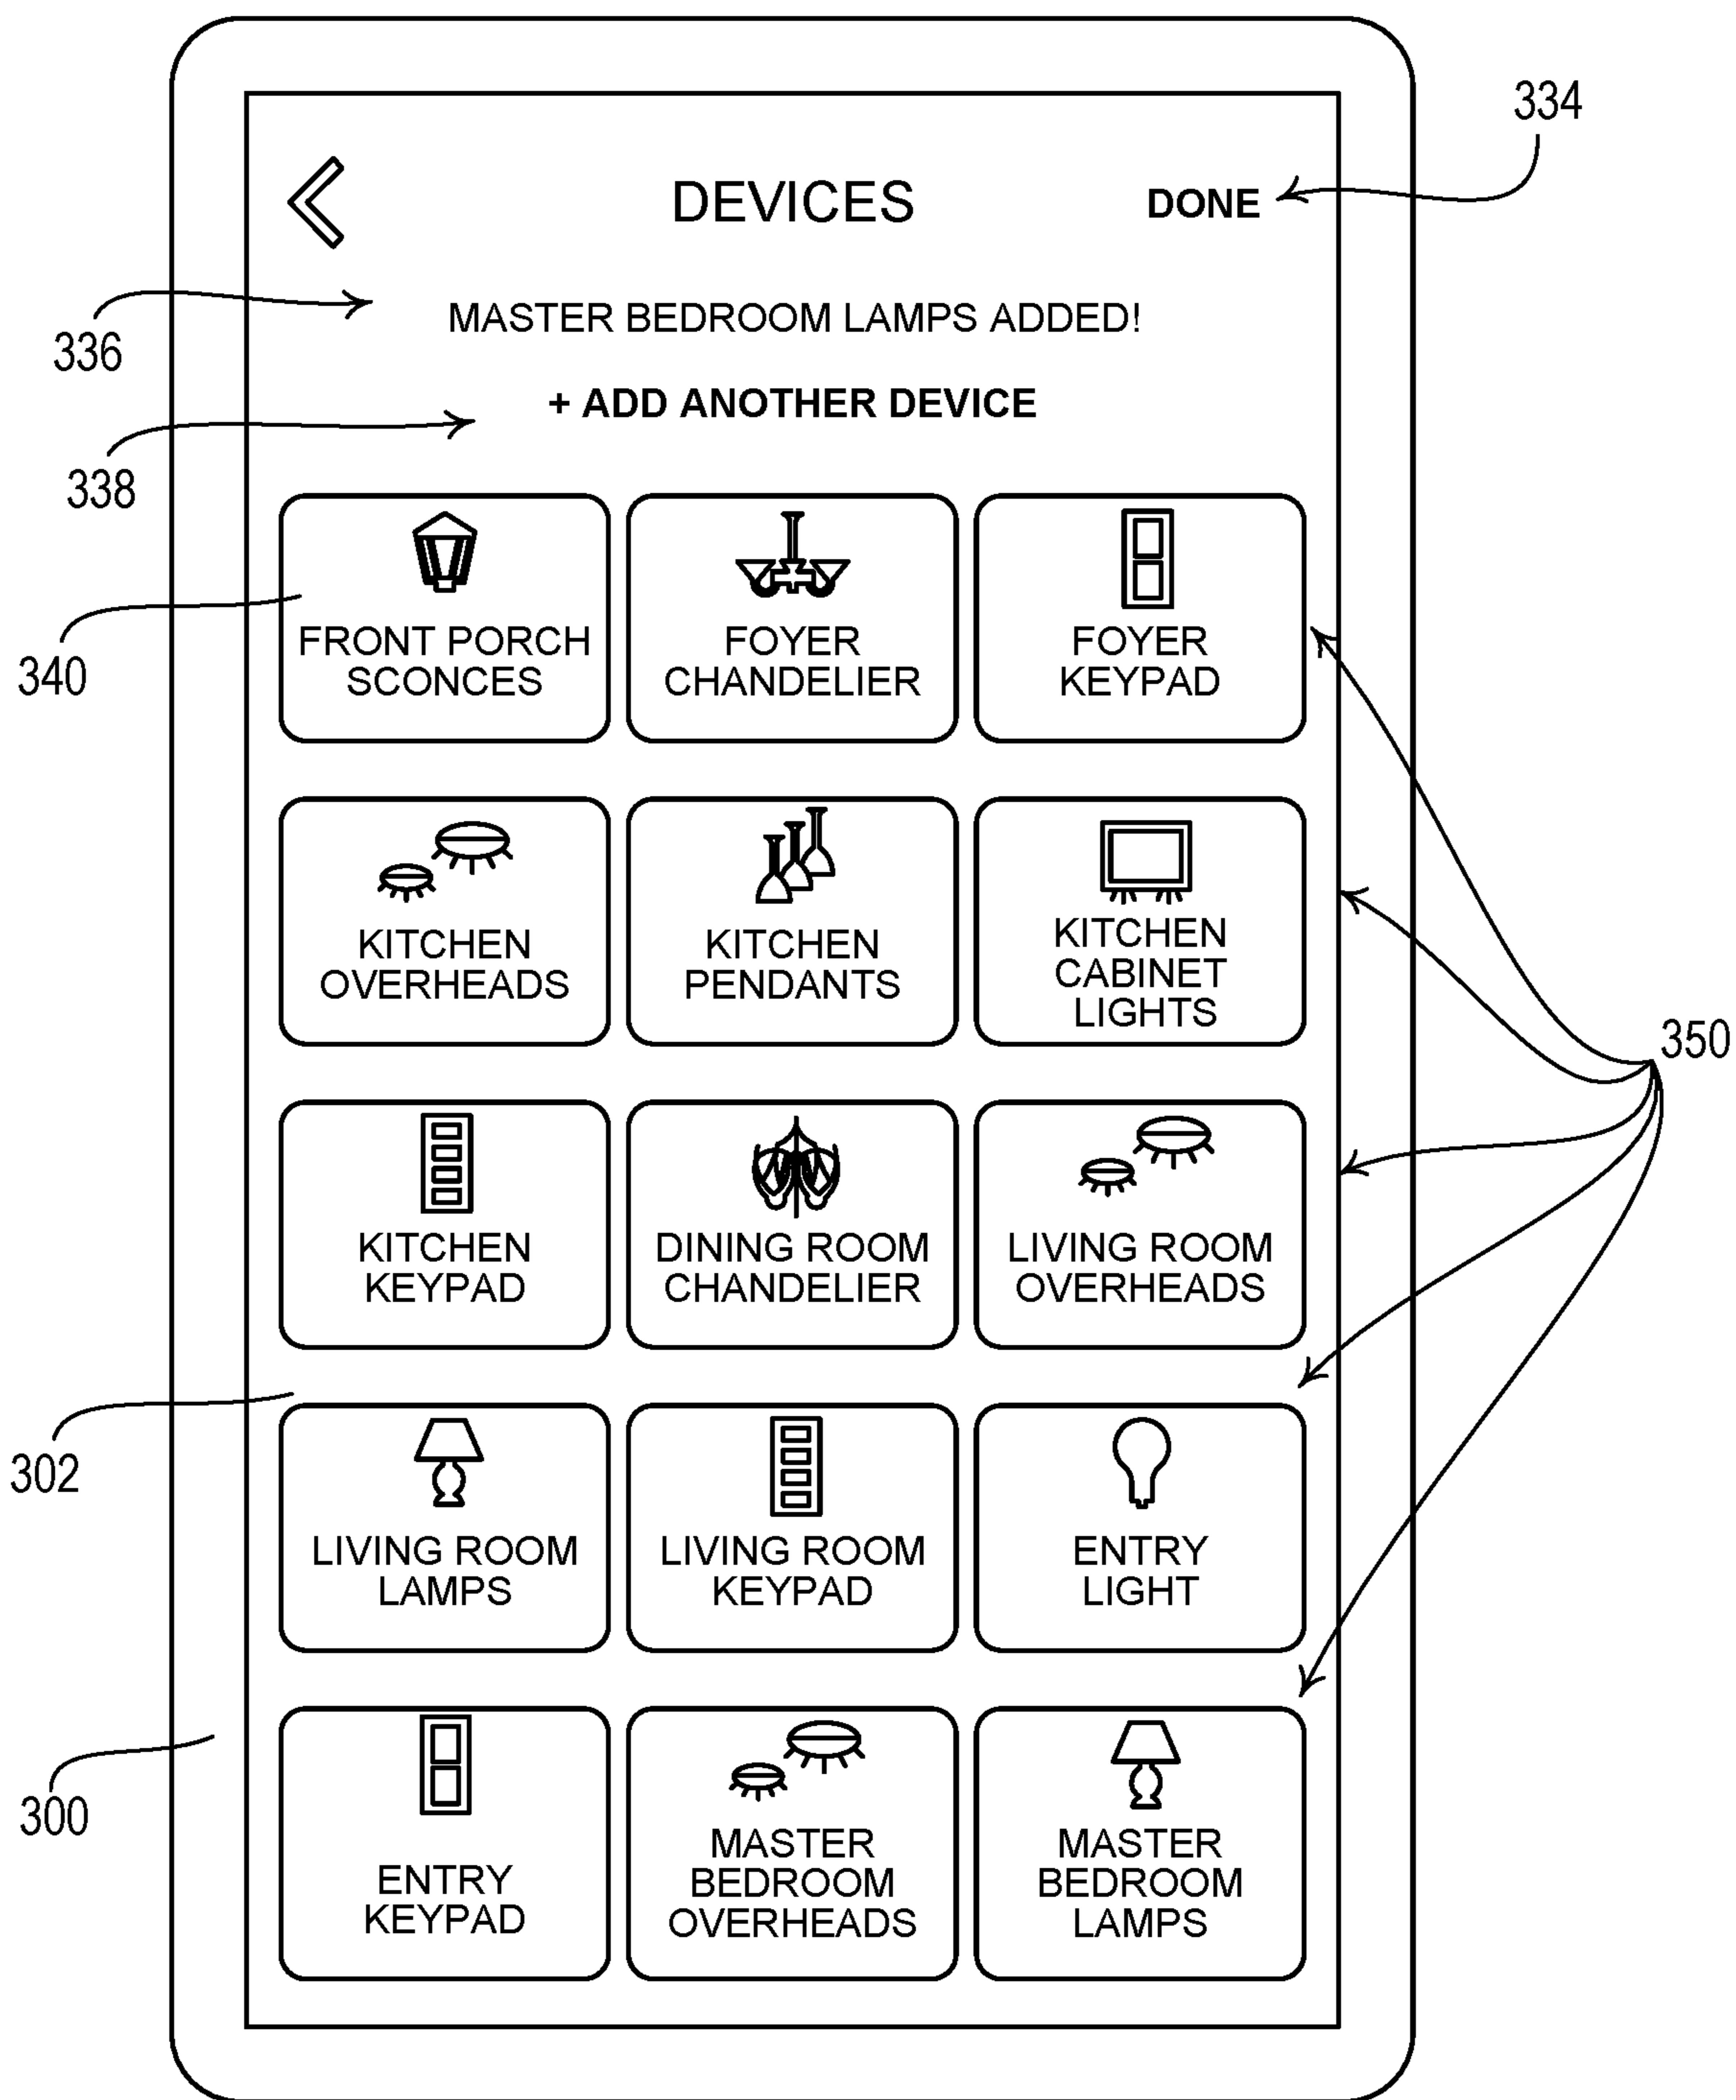 334
DEVICES
DONE
MASTER BEDROOM LAMPS ADDED!
336
+ ADD ANOTHER DEVICE
338
FRONT PORCH
SCONCES
FOYER
CHANDELIER
FOYER
KEYPAD
340
KITCHEN
OVERHEADS
KITCHEN
PENDANTS
KITCHEN
CABINET
LIGHTS
350
KITCHEN
KEYPAD
DINING ROOM
CHANDELIER
LIVING ROOM
OVERHEADS
302
LIVING ROOM
LAMPS
LIVING ROOM
KEYPAD
ENTRY
LIGHT
300
ENTRY
KEYPAD
MASTER
BEDROOM
OVERHEADS
MASTER
BEDROOM
LAMPS